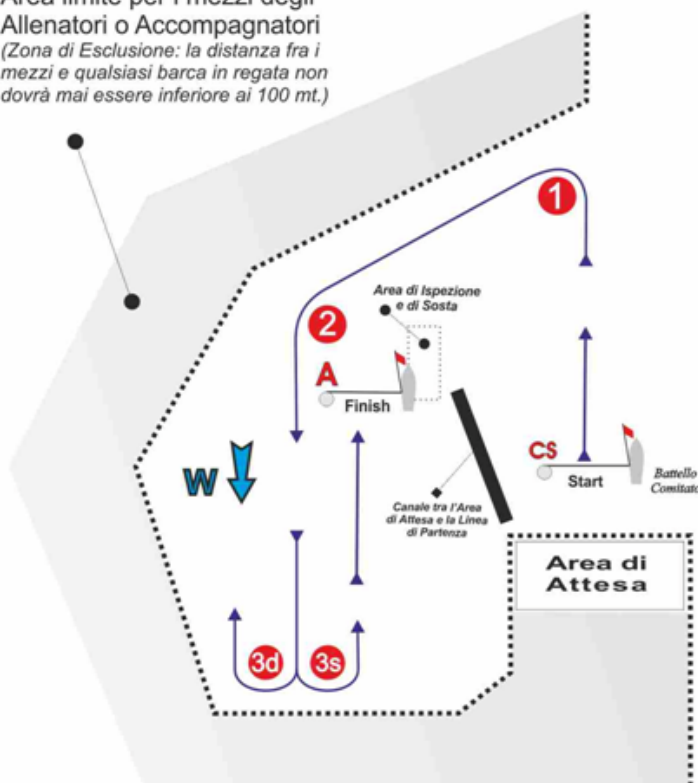 Area limite per i mezzi degli
Allenatori o Accompagnatori
(Zona di Esclusione: la distanza fra i
mezzi e qualsiasi barca in regata non
dovrà mai essere inferiore ai 100 mt.)
1
Area di Ispezione
e di Sosta
2
A
Finish
CS
Start
Battello
Comitato
W
Canale tra l'Area
di Attesa e la Linea
di Partenza
Area di
Attesa
3d
3s